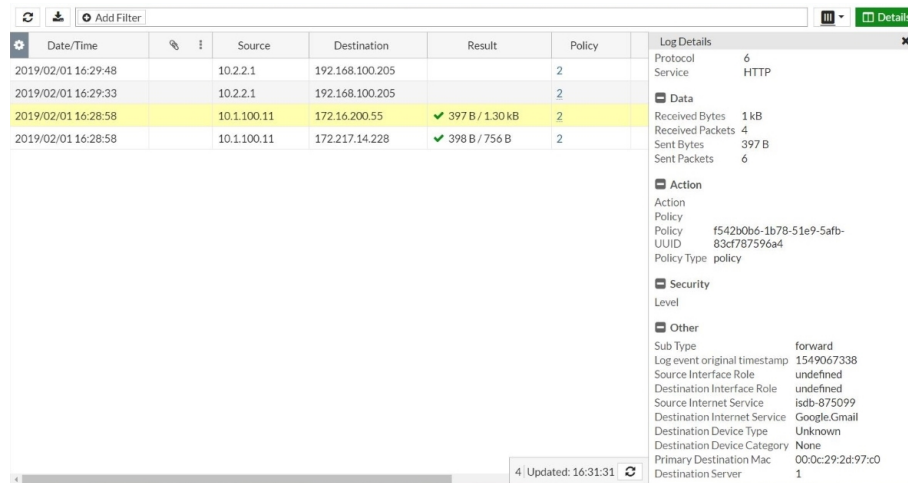 Add Filter
Details
Date/Time Source Destination Result Policy
2019/02/01 16:29:48 10.2.2.1 192.168.100.205 2
2019/02/01 16:29:33 10.2.2.1 192.168.100.205 2
2019/02/01 16:28:58 10.1.100.11 172.16.200.55 397 B / 1.30 kB 2
2019/02/01 16:28:58 10.1.100.11 172.217.14.228 398 B / 756 B 2
4 Updated: 16:31:31
Log Details
Protocol 6
Service HTTP
Data
Received Bytes 1 kB
Received Packets 4
Sent Bytes 397 B
Sent Packets 6
Action
Action
Policy
Policy f542b0b6-1b78-51e9-5afb-
UUID 83cf787596a4
Policy Type policy
Security
Level
Other
Sub Type forward
Log event original timestamp 1549067338
Source Interface Role undefined
Destination Interface Role undefined
Source Internet Service isdb-875099
Destination Internet Service Google.Gmail
Destination Device Type Unknown
Destination Device Category None
Primary Destination Mac 00:0c:29:2d:97:c0
Destination Server 1